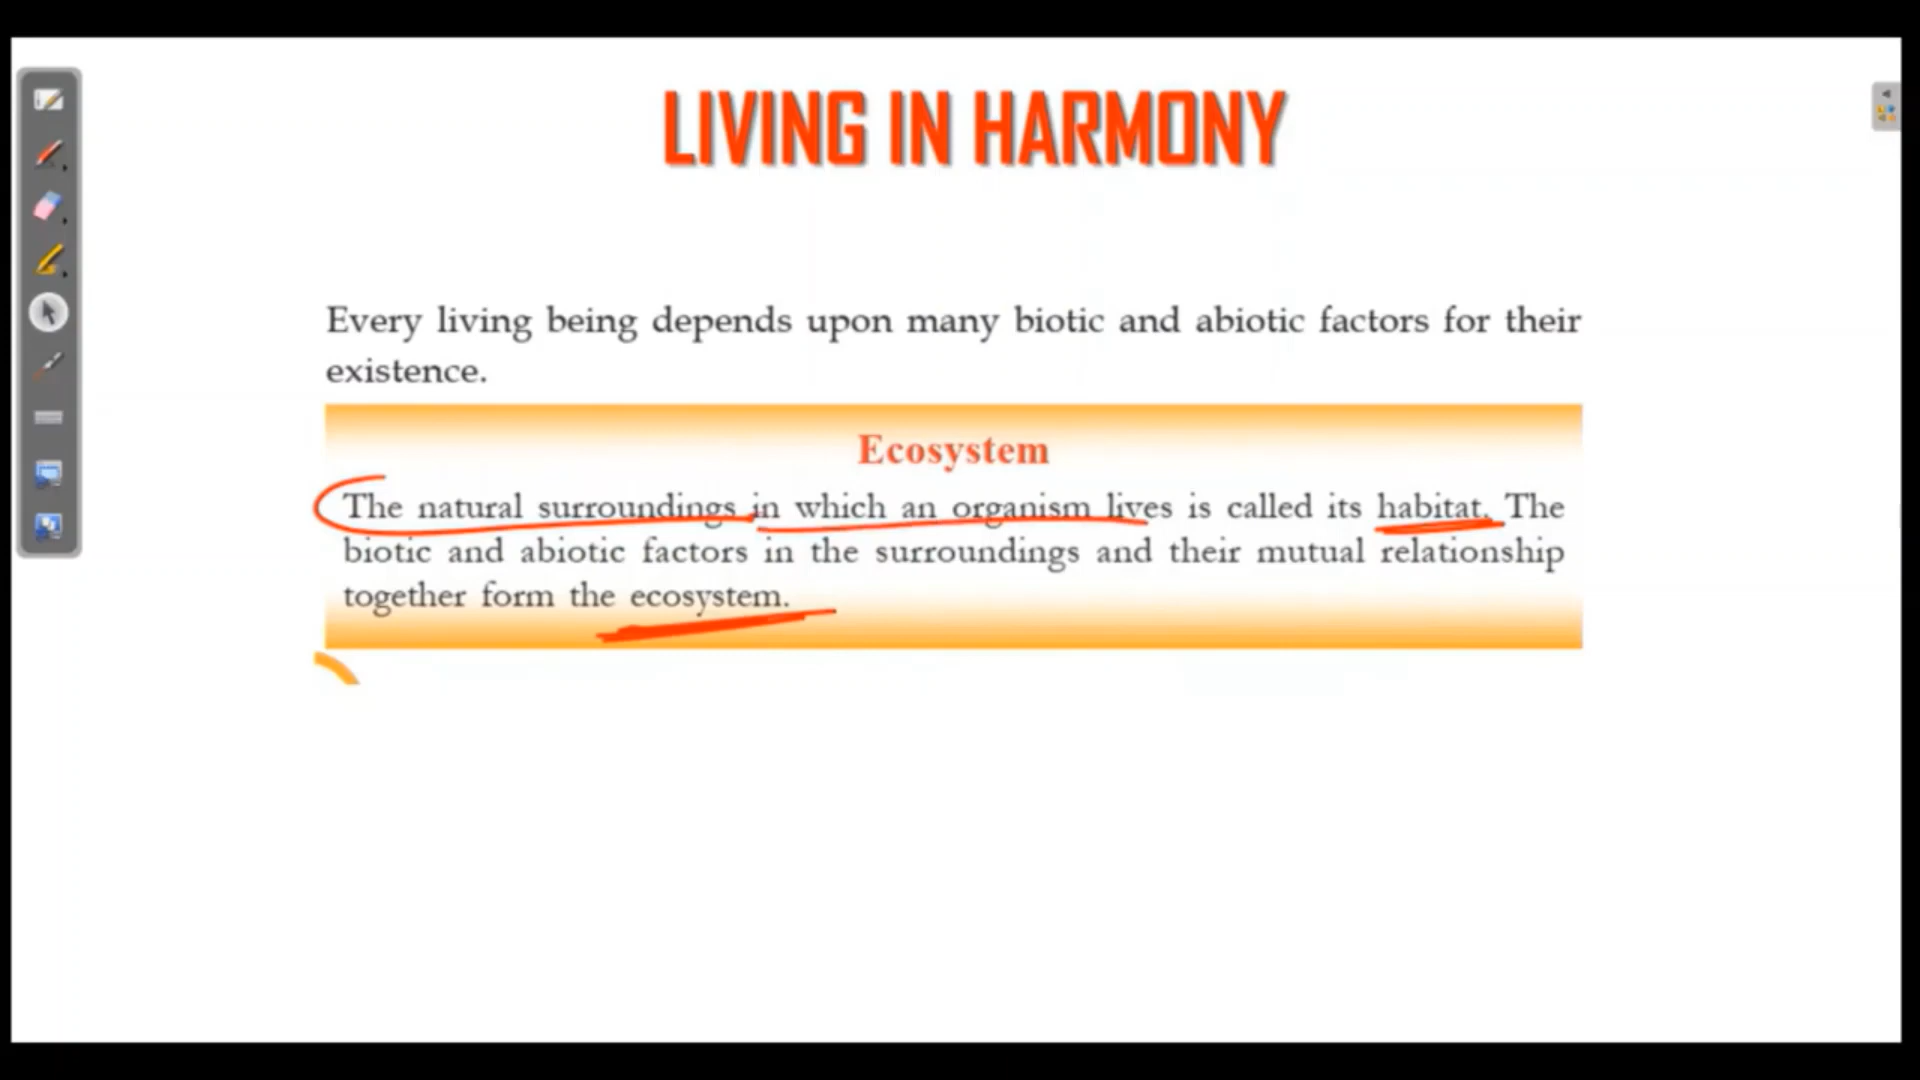 LIVING IN HARMONY
Every living being depends upon many biotic and abiotic factors for their
existence.
Ecosystem
The natural surroundings in which an organism lives is called its habitat. The
biotic and abiotic factors in the surroundings and their mutual relationship
together form the ecosystem.